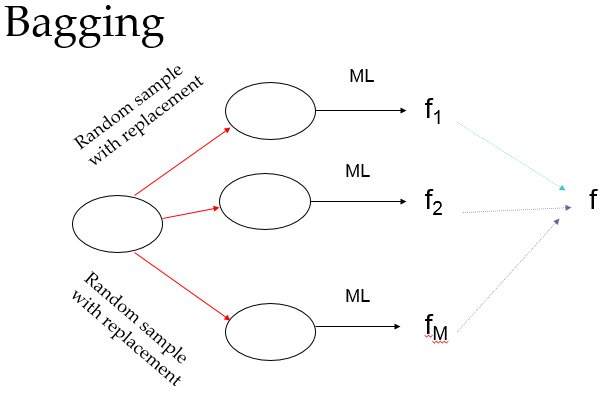 Bagging
Random sample
with replacement
ML
f1
ML
f2
f
Random sample
with replacement
ML
fM